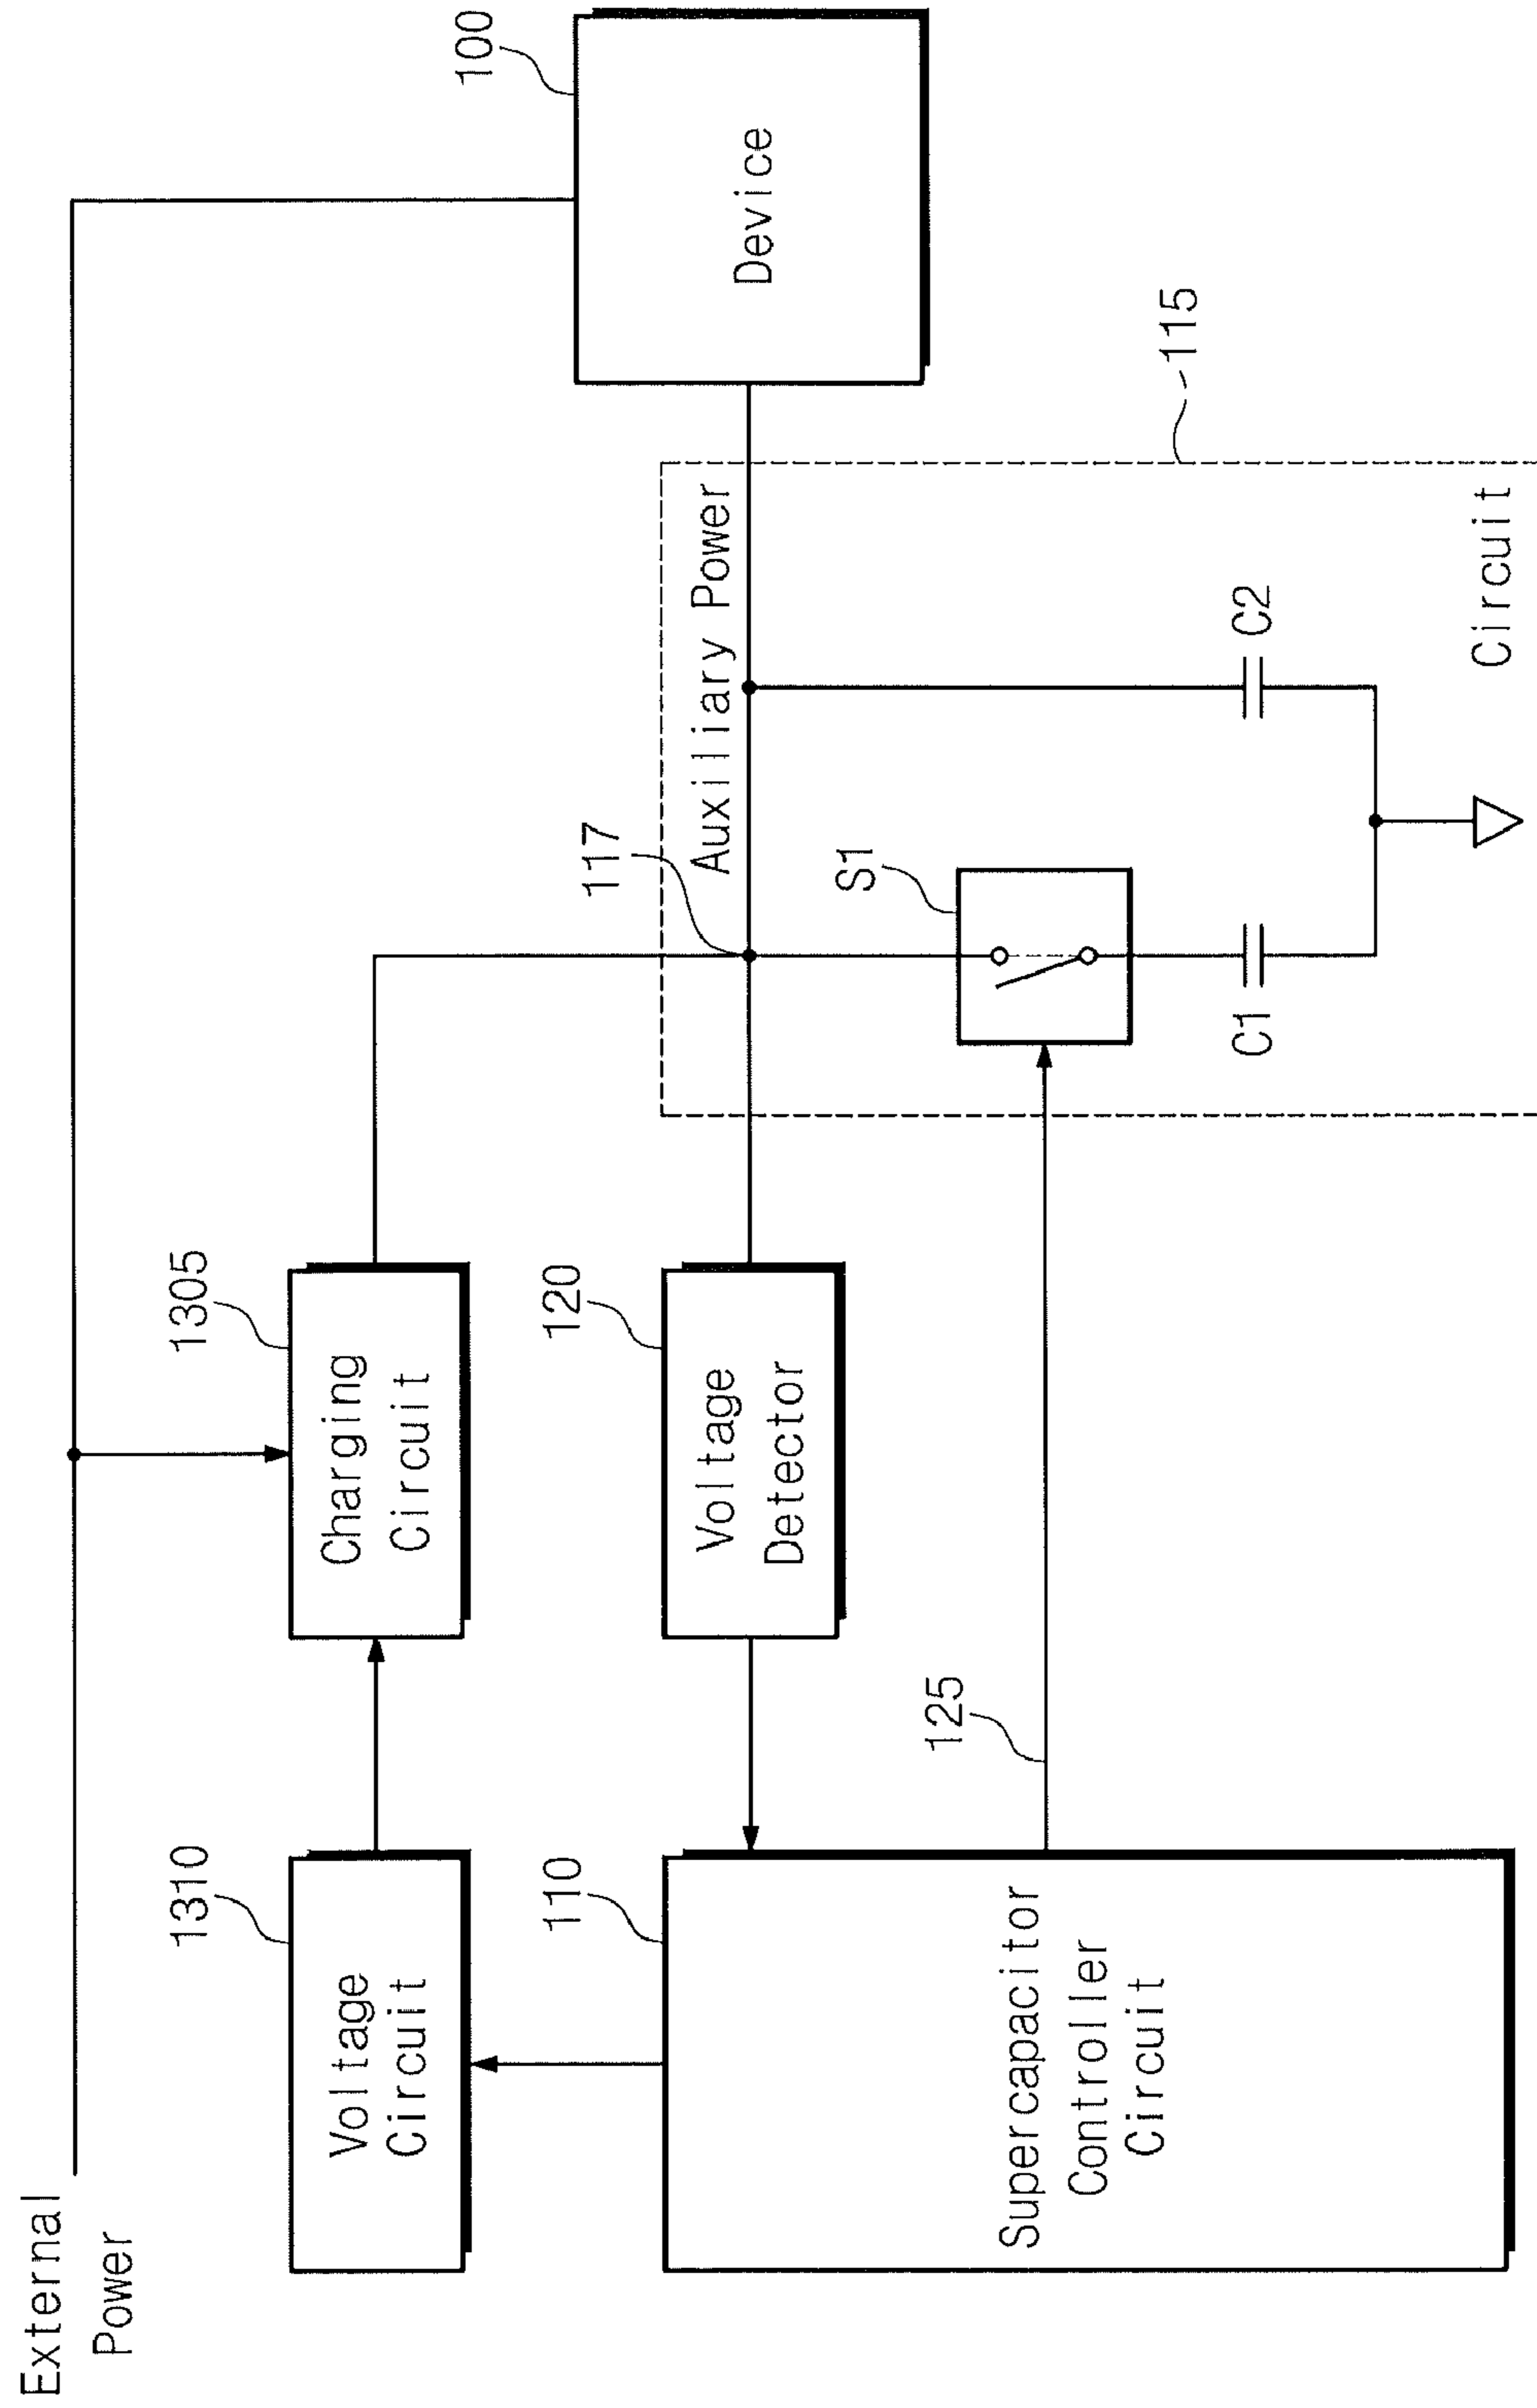 External
Power
1310
Voltage
Circuit
1305
Charging
Circuit
117
100
Device
110
Supercapacitor
Controller
Circuit
120
Voltage
Detector
125
Auxiliary Power
S1
C1
C2
115
Circuit